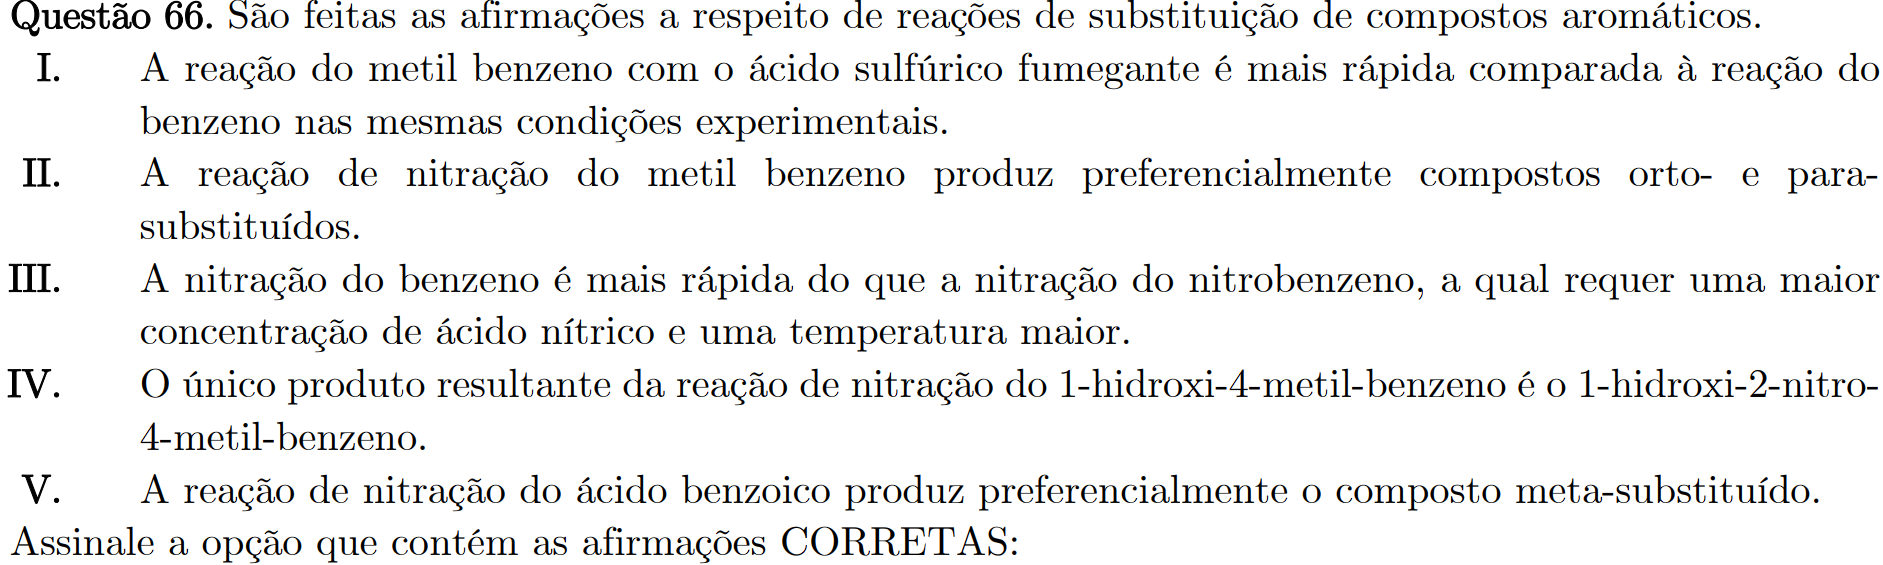 Questão 66. São feitas as afirmações a respeito de reações de substituição de compostos aromáticos.
I. A reação do metil benzeno com o ácido sulfúrico fumegante é mais rápida comparada à reação do
benzeno nas mesmas condições experimentais.
II. A reação de nitração do metil benzeno produz preferencialmente compostos orto- e para-
substituídos.
III. A nitração do benzeno é mais rápida do que a nitração do nitrobenzeno, a qual requer uma maior
concentração de ácido nítrico e uma temperatura maior.
IV. O único produto resultante da reação de nitração do 1-hidroxi-4-metil-benzeno é o 1-hidroxi-2-nitro-
4-metil-benzeno.
V. A reação de nitração do ácido benzoico produz preferencialmente o composto meta-substituído.
Assinale a opção que contém as afirmações CORRETAS: